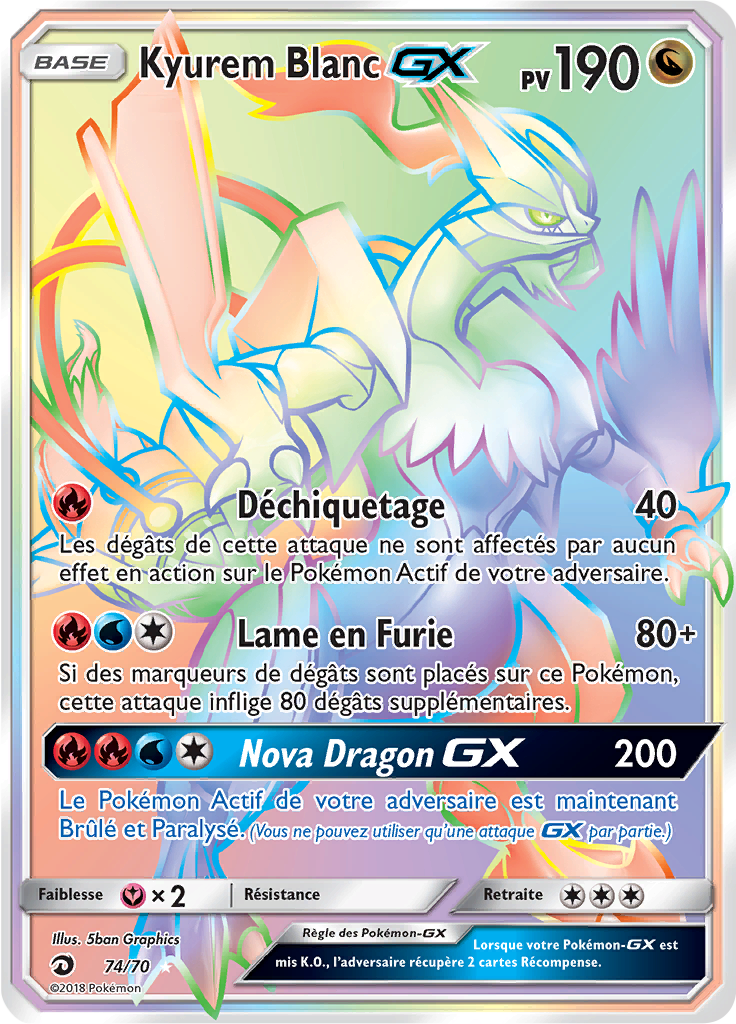 BASE Kyurem Blanc GX PV 190
Déchiquetage 40
Les dégâts de cette attaque ne sont affectés par aucun
effet en action sur le Pokémon Actif de votre adversaire.
Lame en Furie 80+
Si des marqueurs de dégâts sont placés sur ce Pokémon,
cette attaque inflige 80 dégâts supplémentaires.
Nova Dragon GX 200
Le Pokémon Actif de votre adversaire est maintenant
Brûlé et Paralysé. (Vous ne pouvez utiliser qu'une attaque GX par partie.)
Faiblesse × 2 Résistance Retraite
Illus. 5ban Graphics
74/70
©2018 Pokémon
Règle des Pokémon-GX
Lorsque votre Pokémon-GX est
mis K.O., l'adversaire récupère 2 cartes Récompense.